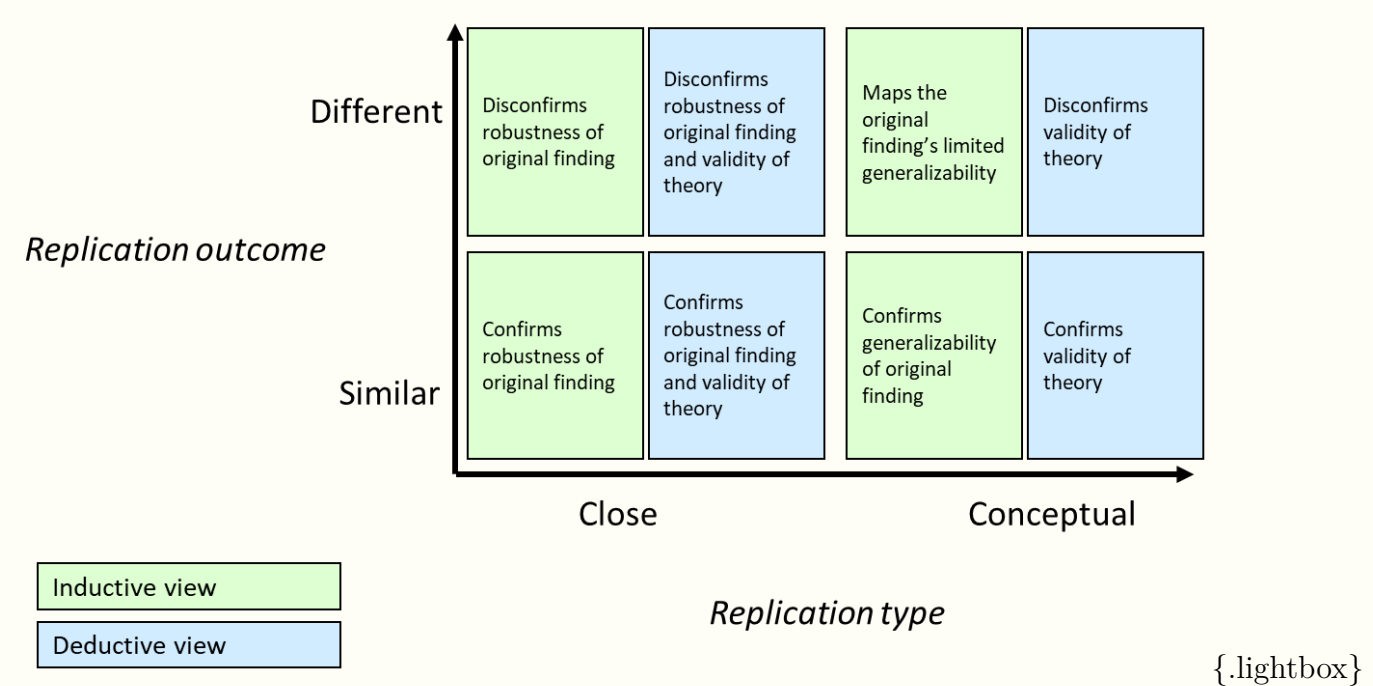 Different
Disconfirms
robustness of
original finding
Disconfirms
robustness of
original finding
and validity of
theory
Maps the
original
finding’s limited
generalizability
Disconfirms
validity of
theory
Replication outcome
Similar
Confirms
robustness of
original finding
Confirms
robustness of
original finding
and validity of
theory
Confirms
generalizability
of original
finding
Confirms
validity of
theory
Close
Conceptual
Replication type
Inductive view
Deductive view
{.lightbox}